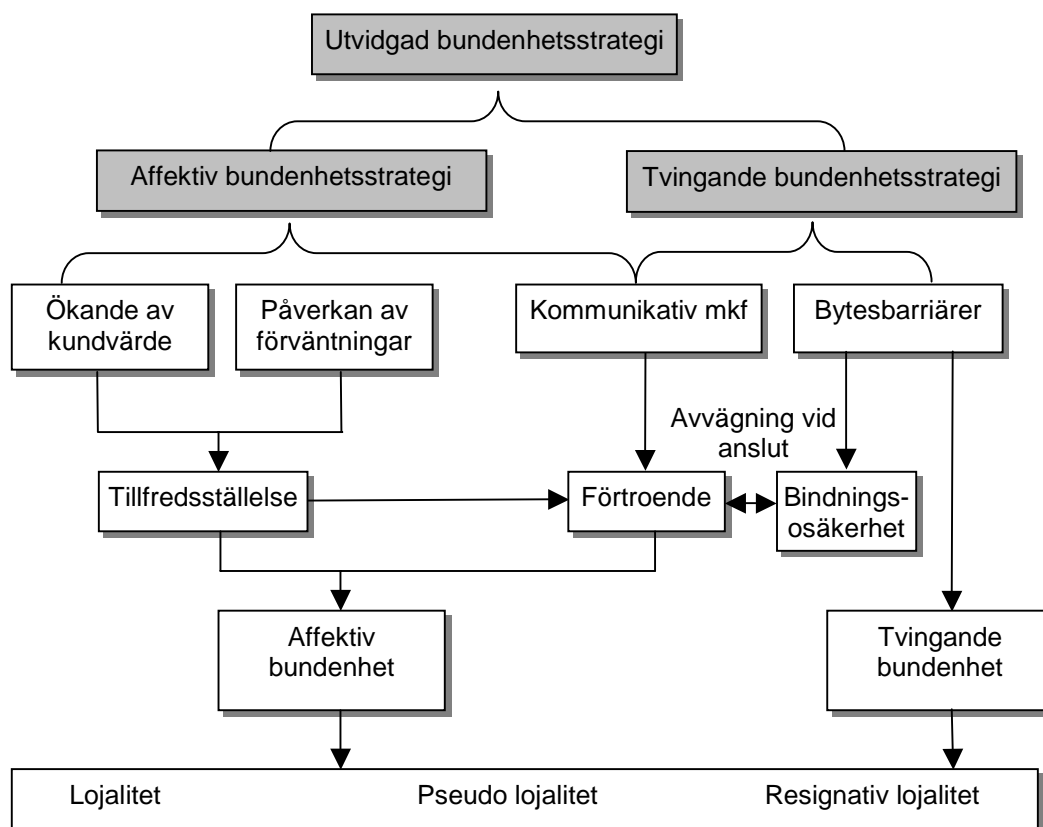 Utvidgad bundenhetsstrategi
Affektiv bundenhetsstrategi
Tvingande bundenhetsstrategi
Ökande av
kundvärde
Påverkan av
förväntningar
Kommunikativ mkf
Bytesbarriärer
Avvägning vid
anslut
Tillfredsställelse
Förtroende
Bindnings-
osäkerhet
Affektiv
bundenhet
Tvingande
bundenhet
Lojalitet
Pseudo lojalitet
Resignativ lojalitet